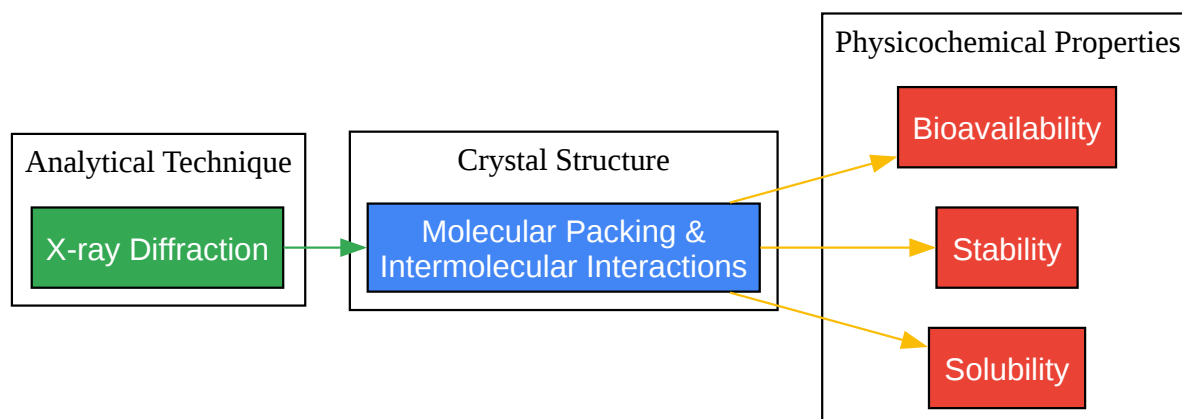 Analytical Technique
X-ray Diffraction
Crystal Structure
Molecular Packing &
Intermolecular Interactions
Physicochemical Properties
Bioavailability
Stability
Solubility